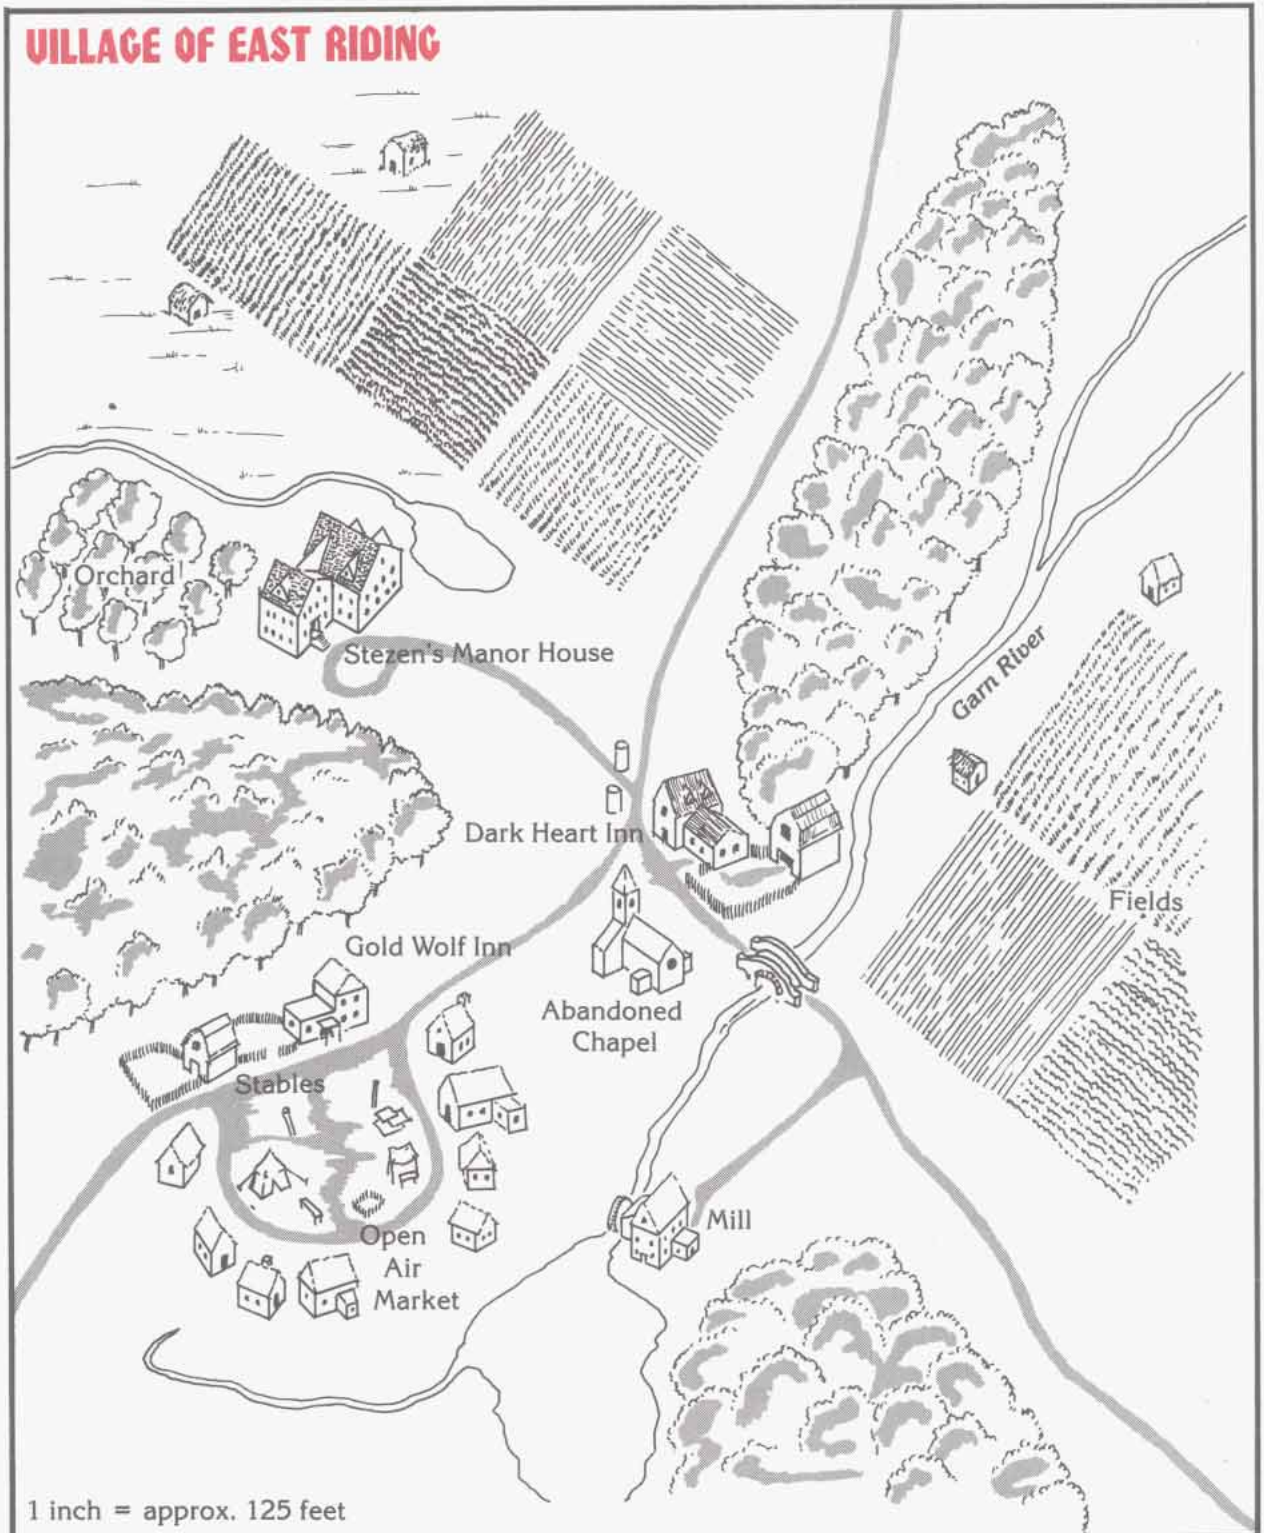 VILLAGE OF EAST RIDING
Orchard
Stezen's Manor House
Garn River
Dark Heart Inn
Fields
Gold Wolf Inn
Abandoned
Chapel
Stables
Mill
Open
Air
Market
1 inch = approx. 125 feet